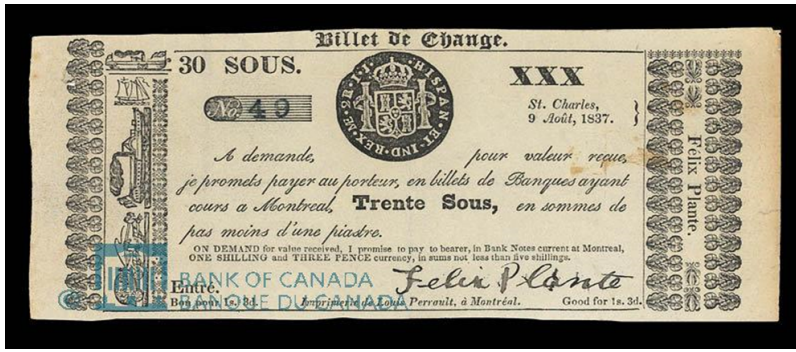 Billet de Change.
30 SOUS.
XXX
HISPAN·ET·IND·REX·JE·2R·I·I·
No. 49
St. Charles,
9 Août, 1837.
A demande, pour valeur reçue,
je promets payer au porteur, en billets de Banques ayant
cours a Montreal, Trente Sous, en sommes de
pas moins d'une piastre.
ON DEMAND for value received, I promise to pay to bearer, in Bank Notes current at Montreal,
ONE SHILLING and THREE PENCE currency, in sums not less than five shillings.
Entré.
Felix Plante
Bon pour 1s. 3d. Imprimerie de Louis Perrault, à Montréal. Good for 1s. 3d.
Félix Plante.
© BANK OF CANADA
BANQUE DU CANADA